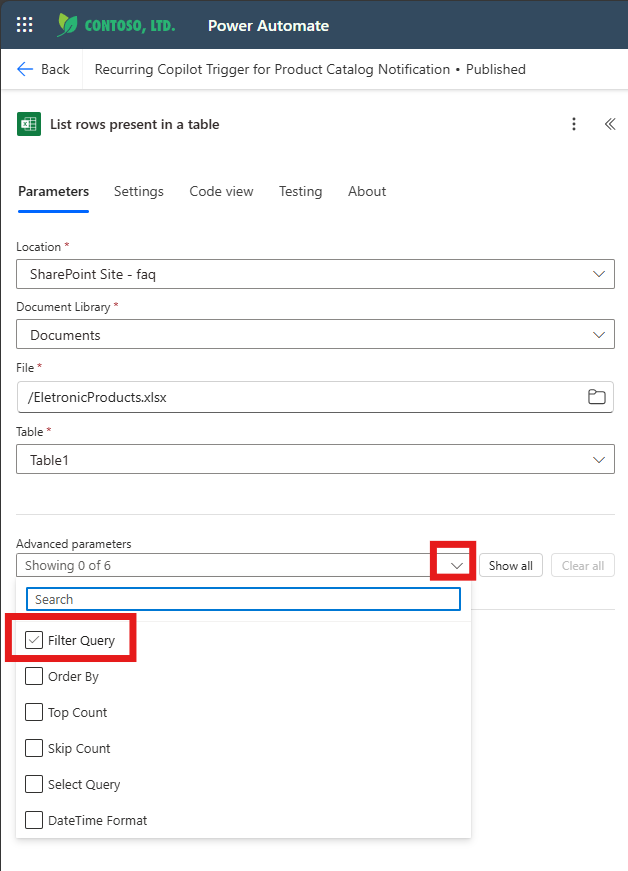 CONTOSO, LTD. Power Automate
Back Recurring Copilot Trigger for Product Catalog Notification • Published
List rows present in a table
Parameters Settings Code view Testing About
Location *
SharePoint Site - faq
Document Library *
Documents
File *
/EletronicProducts.xlsx
Table *
Table1
Advanced parameters
Showing 0 of 6 Show all Clear all
Search
Filter Query
Order By
Top Count
Skip Count
Select Query
DateTime Format